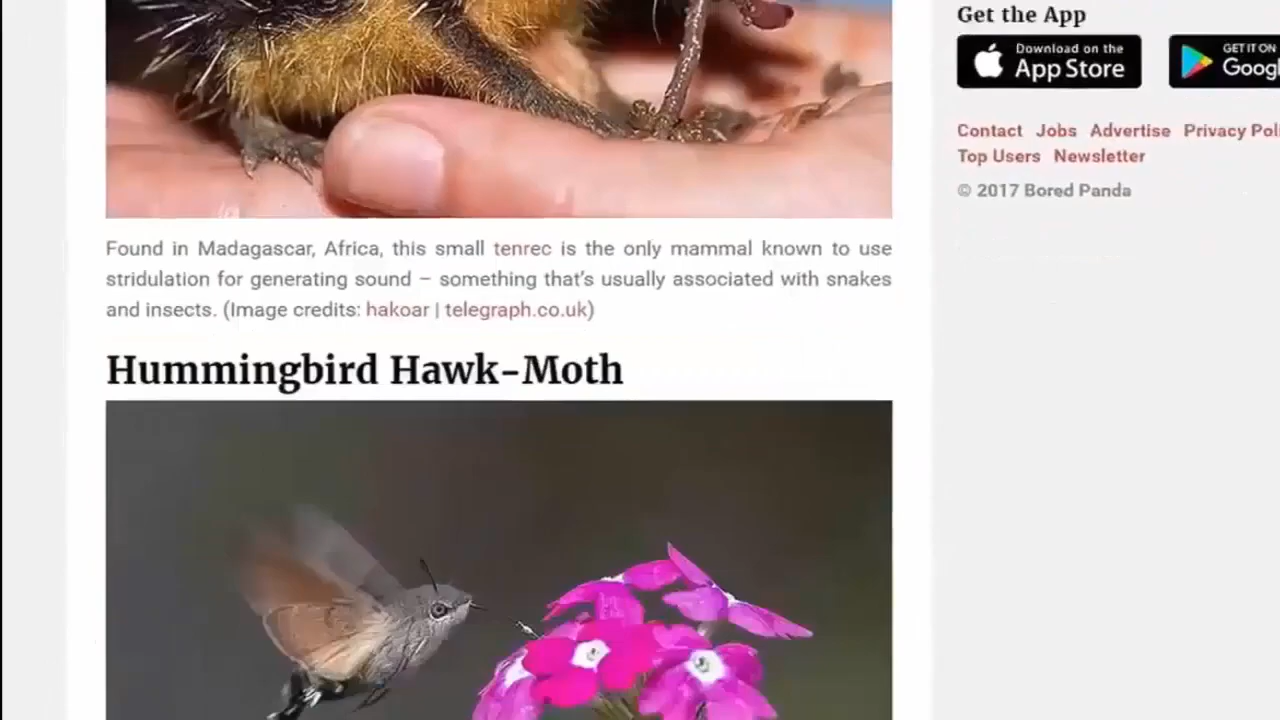 Get the App
Download on the
App Store
GET IT ON
Contact Jobs Advertise Privacy
Top Users Newsletter
© 2017 Bored Panda
Found in Madagascar, Africa, this small tenrec is the only mammal known to use
stridulation for generating sound – something that's usually associated with snakes
and insects. (Image credits: hakoar | telegraph.co.uk)
Hummingbird Hawk-Moth